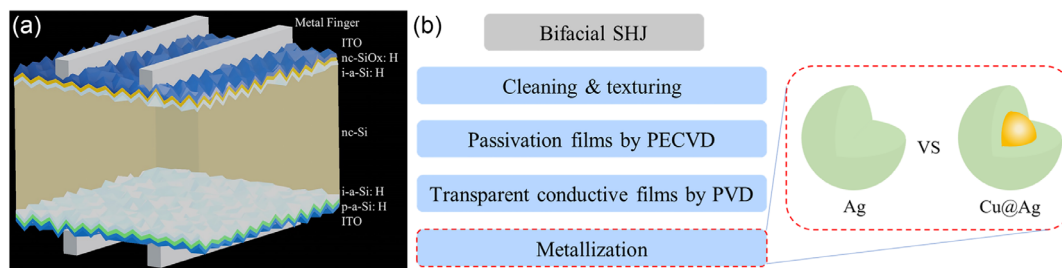 (a)
Metal Finger
ITO
nc-SiOx: H
i-a-Si: H
nc-Si
i-a-Si: H
p-a-Si: H
ITO
(b)
Bifacial SHJ
Cleaning & texturing
Passivation films by PECVD
Transparent conductive films by PVD
Metallization
VS
Ag
Cu@Ag